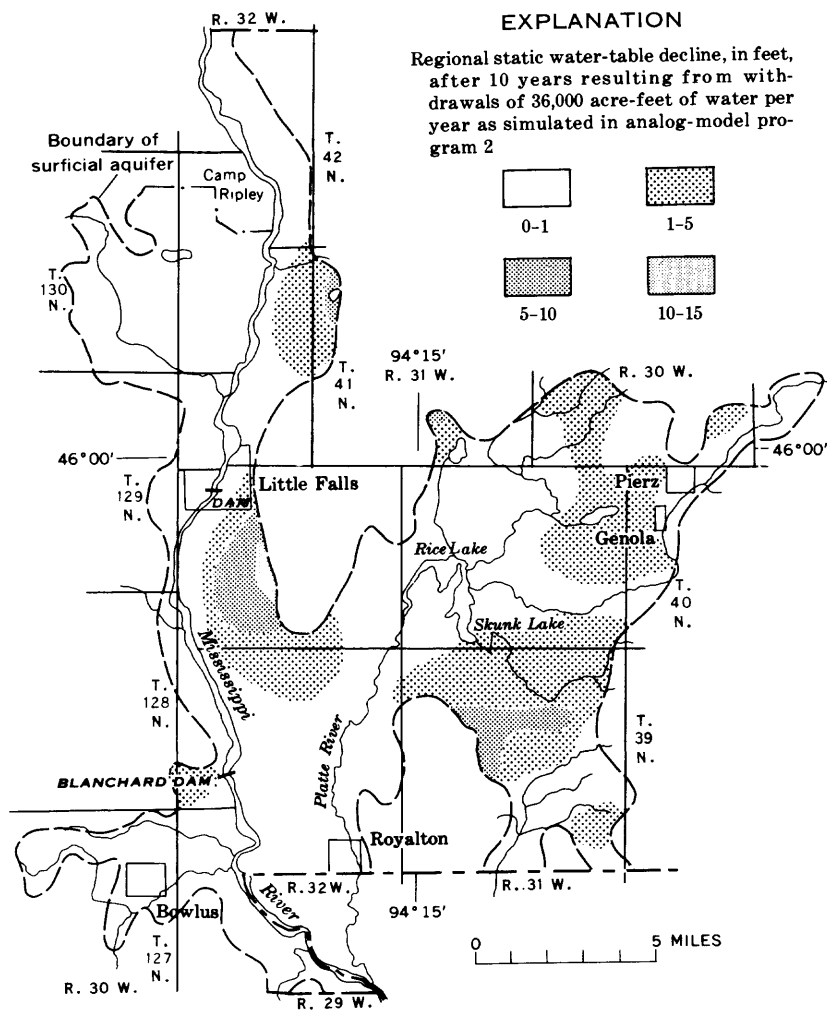 R. 32 W.
EXPLANATION
Regional static water-table decline, in feet,
after 10 years resulting from with-
drawals of 36,000 acre-feet of water per
year as simulated in analog-model pro-
gram 2
0-1
1-5
5-10
10-15
Boundary of
surficial aquifer
T.
42
N.
Camp
Ripley
T.
130
N.
T.
41
N.
94°15'
R. 31 W.
R. 30 W.
46°00'
46°00'
T.
129
N.
Little Falls
DAM
Pierz
Genola
Rice Lake
T.
40
N.
Skunk Lake
Mississippi
T.
128
N.
T.
39
N.
Platte River
BLANCHARD DAM
Royalton
R. 32 W.
R. 31 W.
River
94°15'
Bowlus
T.
127
N.
R. 30 W.
R. 29 W.
0 5 MILES